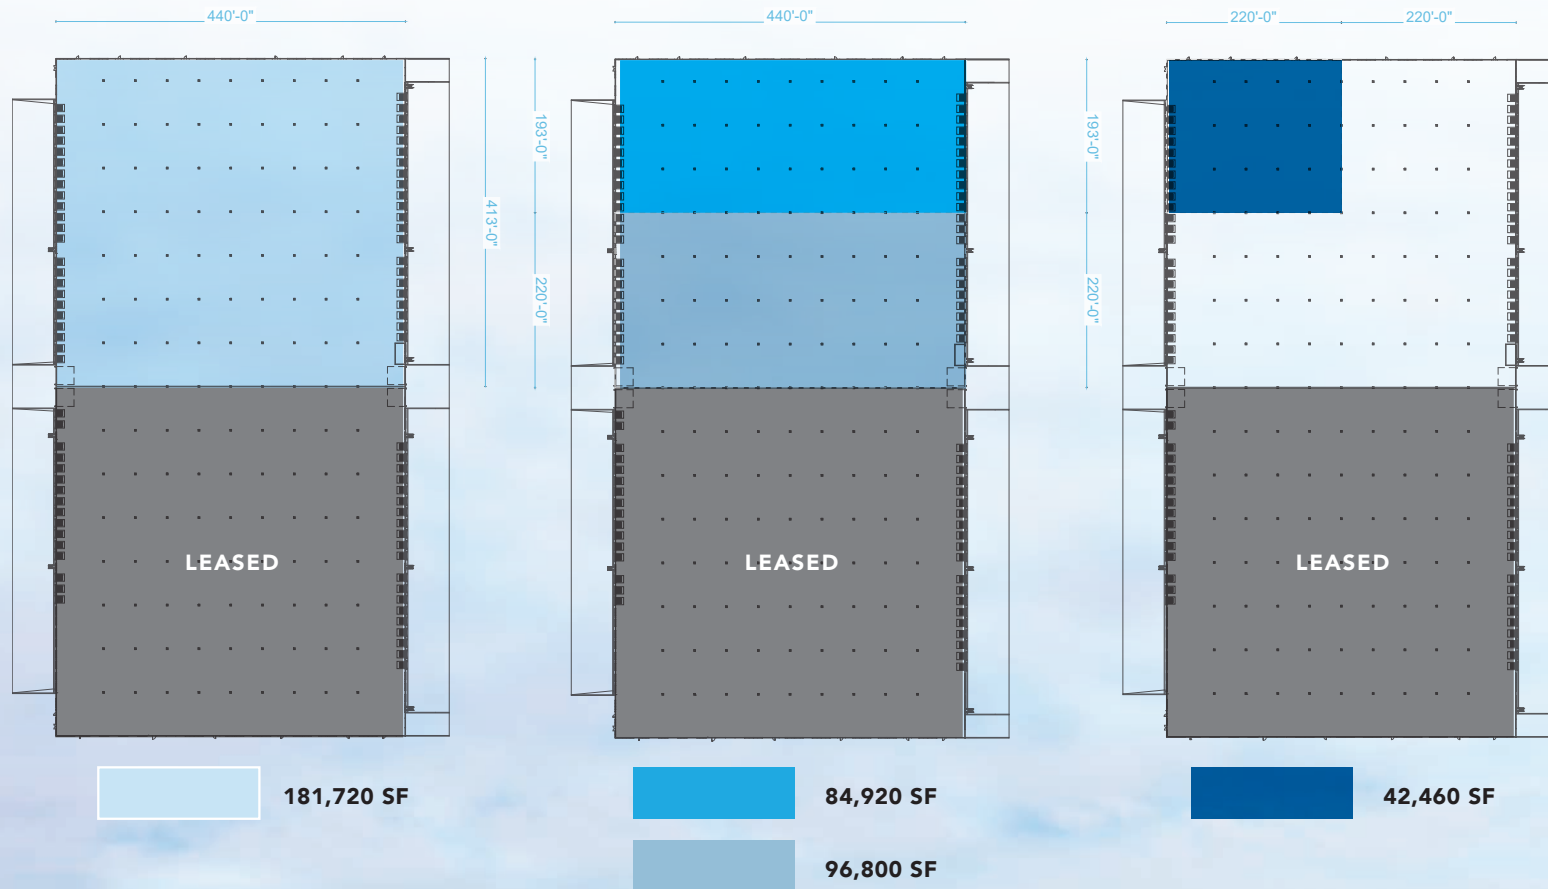 440'-0"
440'-0"
220'-0"
220'-0"
193'-0"
193'-0"
413'-0"
220'-0"
220'-0"
LEASED
LEASED
LEASED
181,720 SF
84,920 SF
42,460 SF
96,800 SF